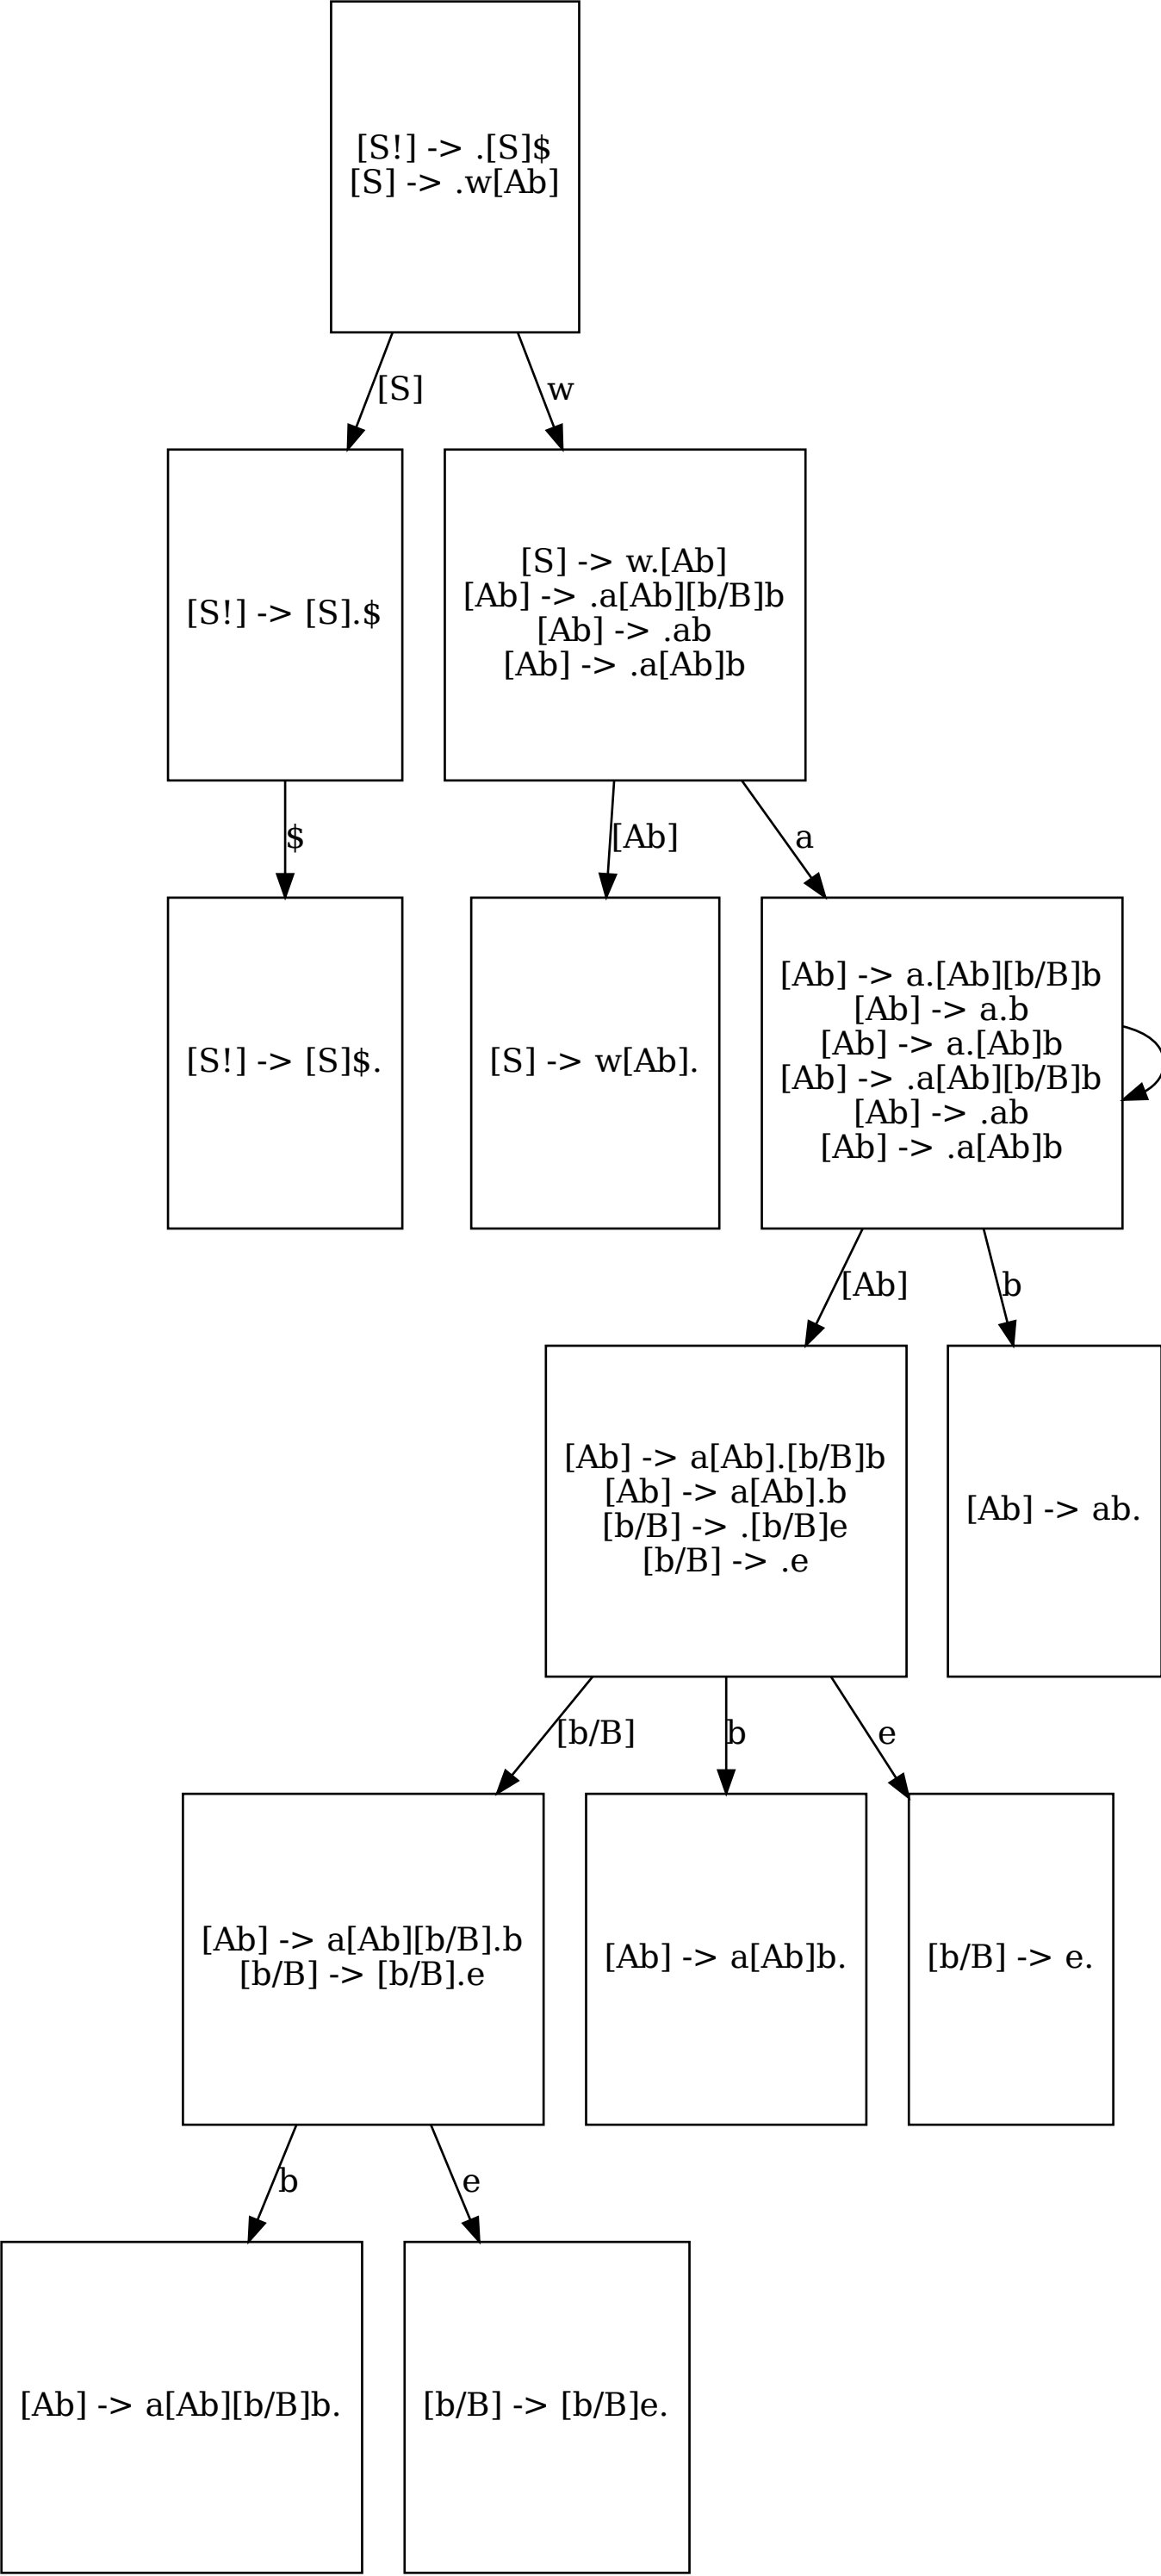 [S!] -> .[S]$
[S] -> .w[Ab]
[S]
w
[S!] -> [S].$
[S] -> w.[Ab]
[Ab] -> .a[Ab][b/B]b
[Ab] -> .ab
[Ab] -> .a[Ab]b
$
[Ab]
a
[S!] -> [S]$.
[S] -> w[Ab].
[Ab] -> a.[Ab][b/B]b
[Ab] -> a.b
[Ab] -> a.[Ab]b
[Ab] -> .a[Ab][b/B]b
[Ab] -> .ab
[Ab] -> .a[Ab]b
[Ab]
b
[Ab] -> a[Ab].[b/B]b
[Ab] -> a[Ab].b
[b/B] -> .[b/B]e
[b/B] -> .e
[Ab] -> ab.
[b/B]
b
e
[Ab] -> a[Ab][b/B].b
[b/B] -> [b/B].e
[Ab] -> a[Ab]b.
[b/B] -> e.
b
e
[Ab] -> a[Ab][b/B]b.
[b/B] -> [b/B]e.